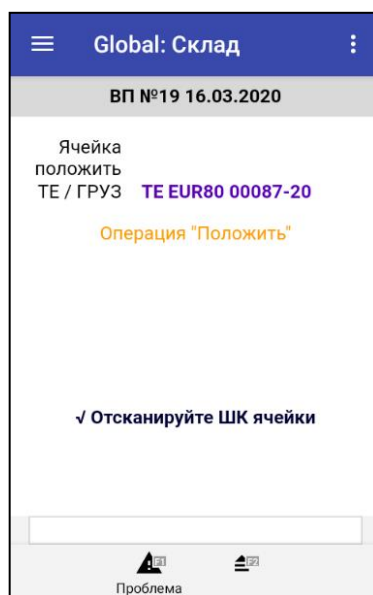 Global: Склад
ВП №19 16.03.2020
Ячейка
положить
ТЕ / ГРУЗ ТЕ EUR80 00087-20
Операция "Положить"
√ Отсканируйте ШК ячейки
Проблема